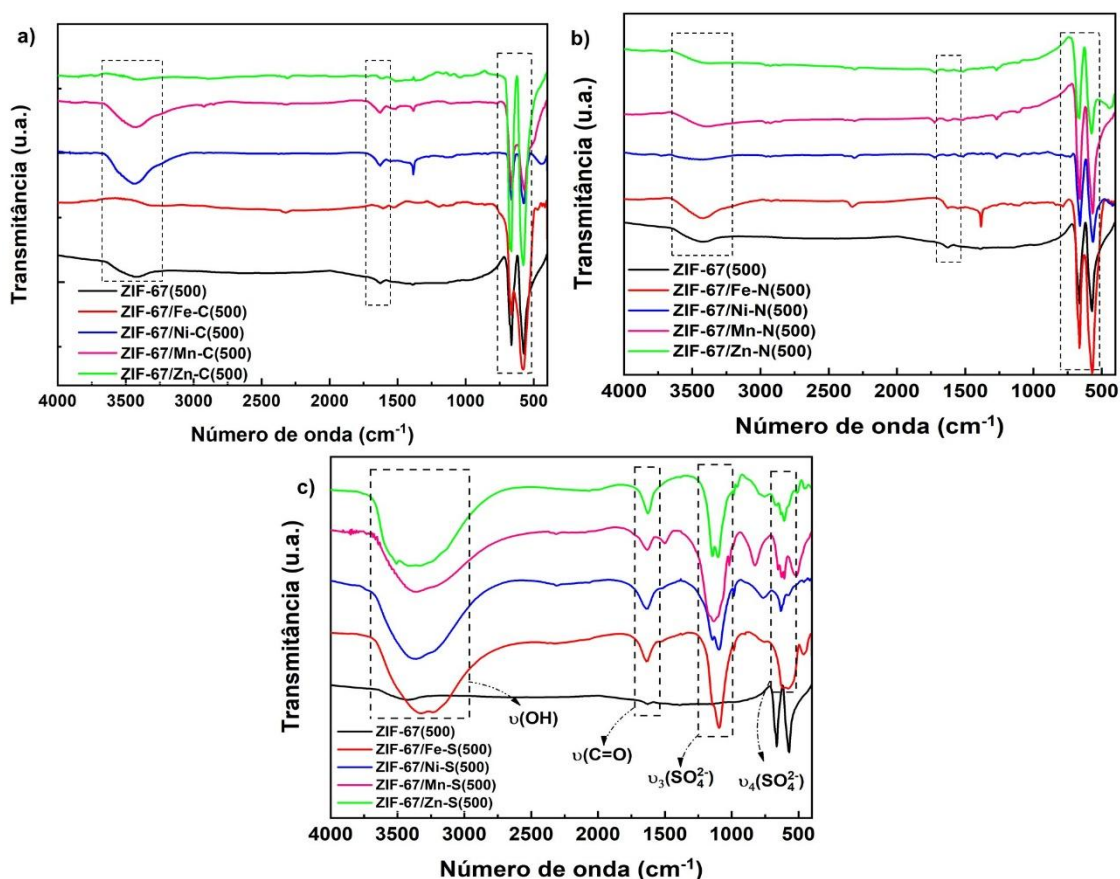 a)
Transmitância (u.a.)
ZIF-67(500)
ZIF-67/Fe-C(500)
ZIF-67/Ni-C(500)
ZIF-67/Mn-C(500)
ZIF-67/Zn-C(500)
4000 3500 3000 2500 2000 1500 1000 500
Número de onda (cm⁻¹)
b)
Transmitância (u.a.)
ZIF-67(500)
ZIF-67/Fe-N(500)
ZIF-67/Ni-N(500)
ZIF-67/Mn-N(500)
ZIF-67/Zn-N(500)
4000 3500 3000 2500 2000 1500 1000 500
Número de onda (cm⁻¹)
c)
Transmitância (u.a.)
υ(OH)
υ(C=O)
υ₃(SO₄²⁻)
υ₄(SO₄²⁻)
ZIF-67(500)
ZIF-67/Fe-S(500)
ZIF-67/Ni-S(500)
ZIF-67/Mn-S(500)
ZIF-67/Zn-S(500)
4000 3500 3000 2500 2000 1500 1000 500
Número de onda (cm⁻¹)